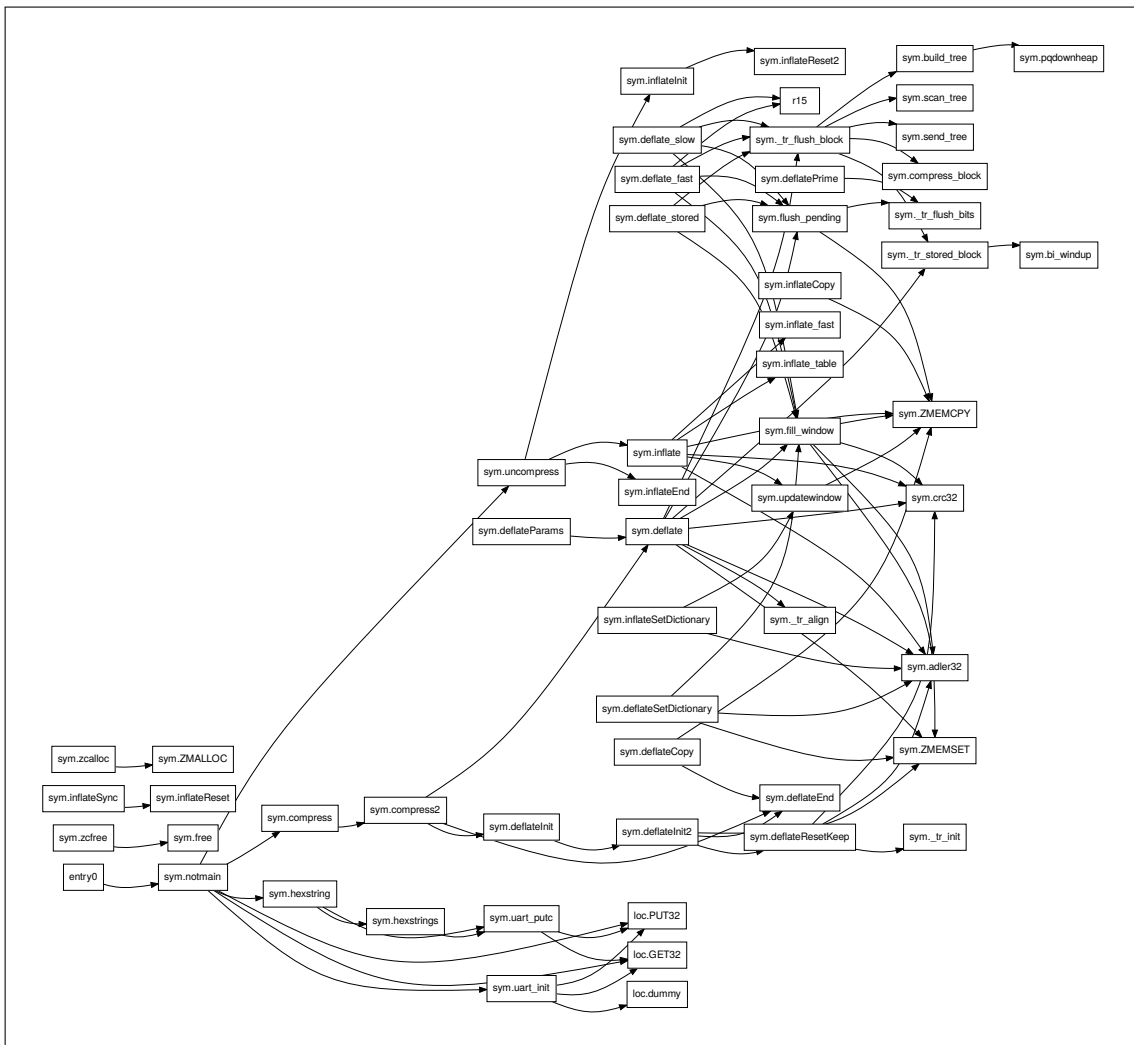 sym.build_tree
sym.pqdownheap
sym.inflateReset2
sym.inflateInit
sym.scan_tree
r15
sym.send_tree
sym.deflate_slow
sym._tr_flush_block
sym.compress_block
sym.deflate_fast
sym.deflatePrime
sym._tr_flush_bits
sym.deflate_stored
sym.flush_pending
sym._tr_stored_block
sym.bi_windup
sym.inflateCopy
sym.inflate_fast
sym.inflate_table
sym.ZMEMCPY
sym.fill_window
sym.inflate
sym.uncompress
sym.inflateEnd
sym.updatewindow
sym.crc32
sym.deflateParams
sym.deflate
sym.inflateSetDictionary
sym._tr_align
sym.adler32
sym.deflateSetDictionary
sym.deflateCopy
sym.ZMEMSET
sym.zcalloc
sym.ZMALLOC
sym.inflateSync
sym.inflateReset
sym.deflateEnd
sym.compress2
sym.compress
sym.deflateInit
sym.deflateInit2
sym.deflateResetKeep
sym._tr_init
sym.zcfree
sym.free
entry0
sym.notmain
sym.hexstring
sym.hexstrings
sym.uart_putc
loc.PUT32
loc.GET32
sym.uart_init
loc.dummy